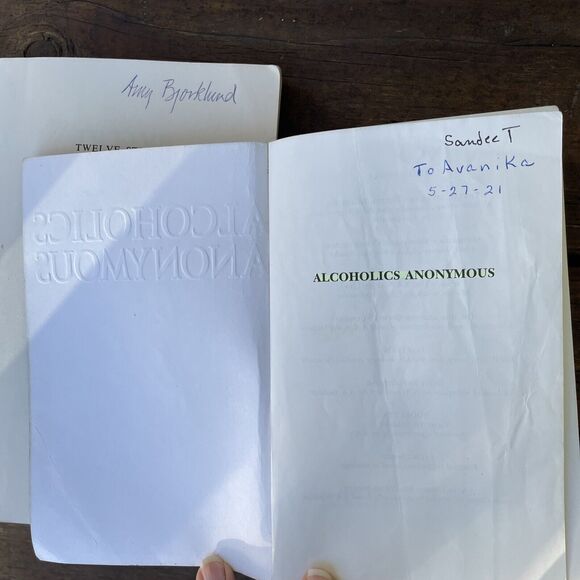 Amy Bjorklund
TWELVE
Sandee T
To Avanika
5-27-21
ALCOHOLICS
ANONYMOUS
ALCOHOLICS ANONYMOUS